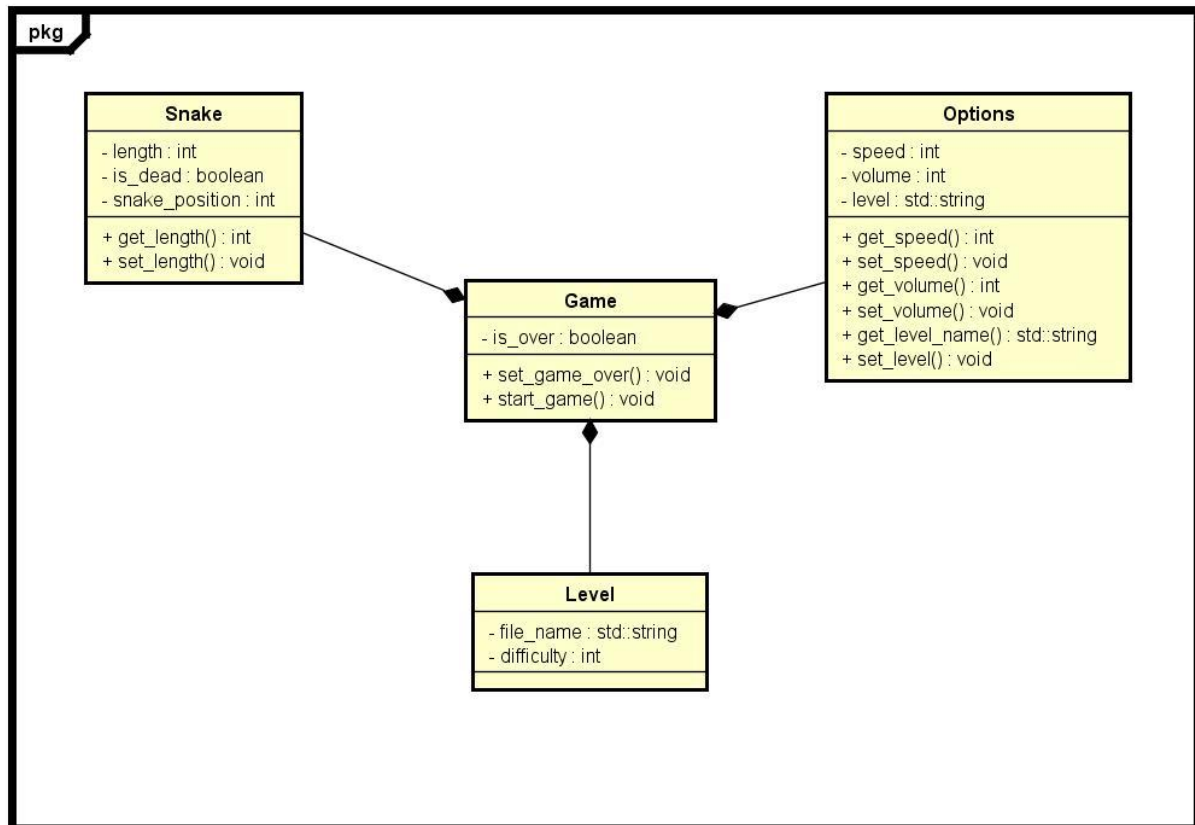 pkg
Snake
- length : int
- is_dead : boolean
- snake_position : int
+ get_length() : int
+ set_length() : void
Options
- speed : int
- volume : int
- level : std::string
+ get_speed() : int
+ set_speed() : void
+ get_volume() : int
+ set_volume() : void
+ get_level_name() : std::string
+ set_level() : void
Game
- is_over : boolean
+ set_game_over() : void
+ start_game() : void
Level
- file_name : std::string
- difficulty : int